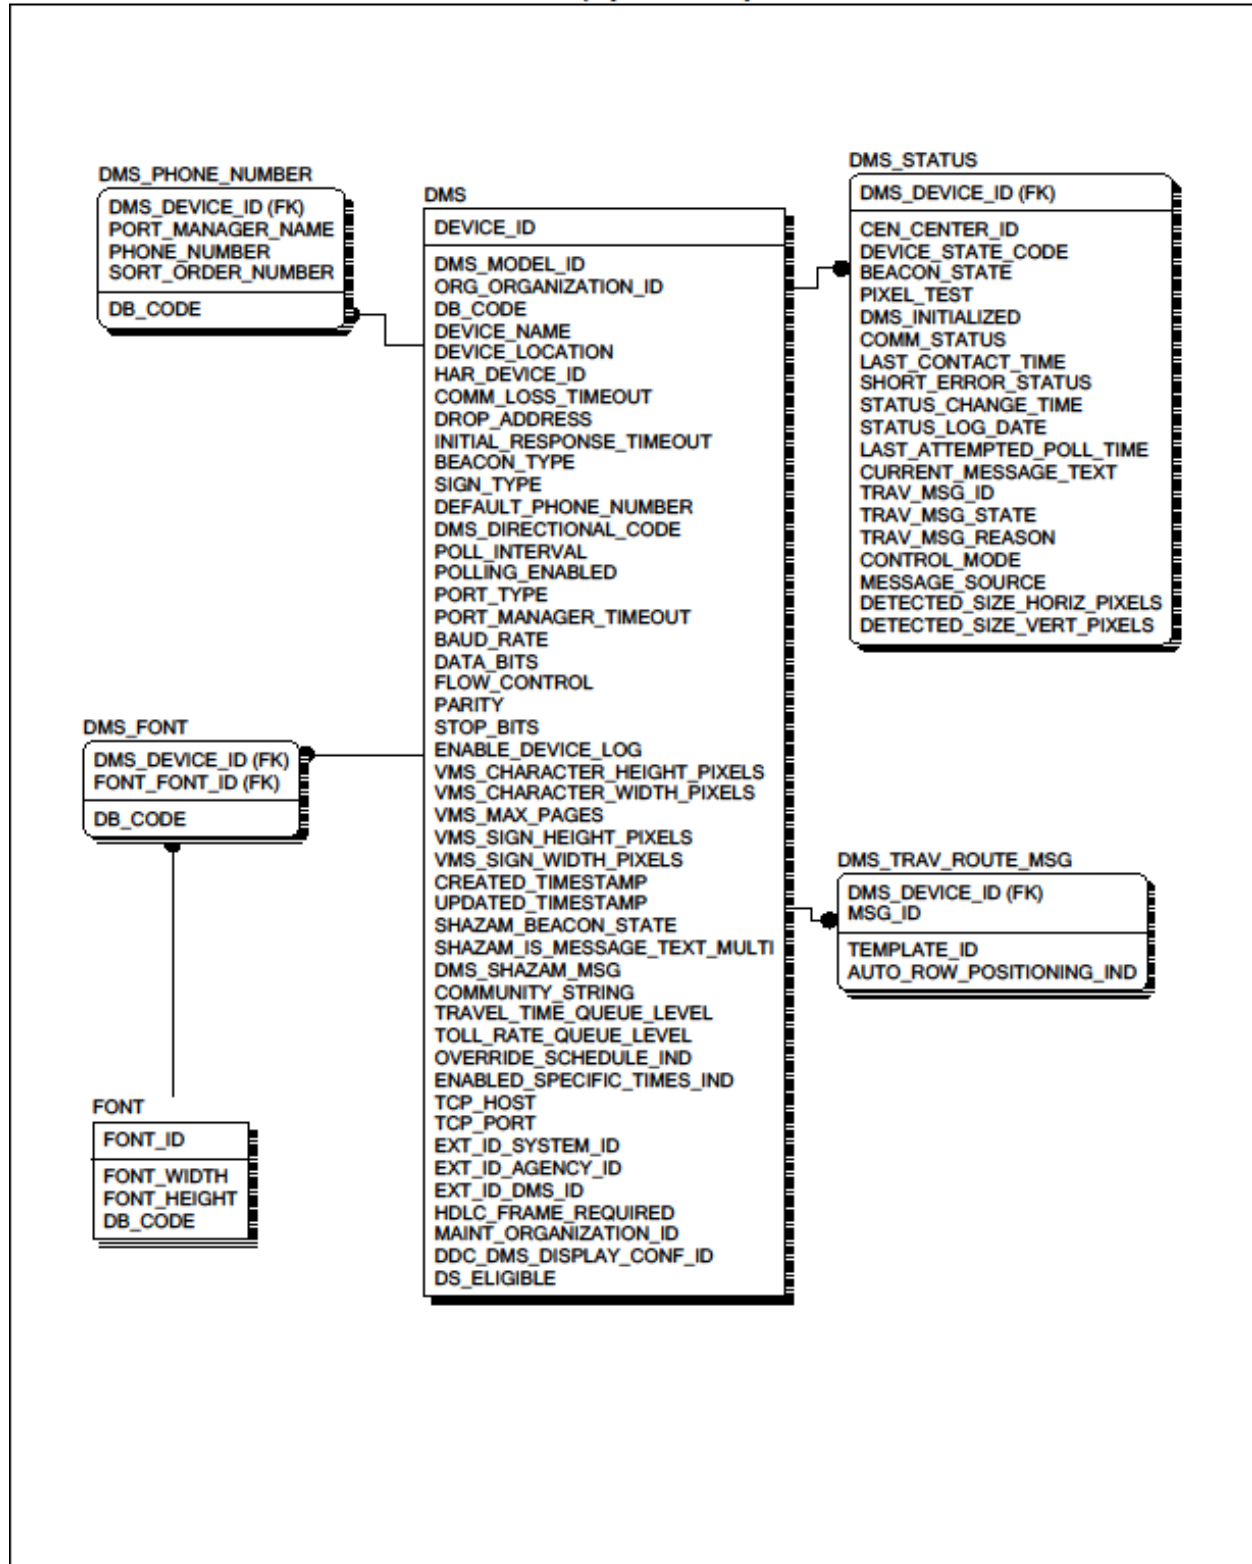 DMS_PHONE_NUMBER
DMS_DEVICE_ID (FK)
PORT_MANAGER_NAME
PHONE_NUMBER
SORT_ORDER_NUMBER
DB_CODE
DMS
DEVICE_ID
DMS_MODEL_ID
ORG_ORGANIZATION_ID
DB_CODE
DEVICE_NAME
DEVICE_LOCATION
HAR_DEVICE_ID
COMM_LOSS_TIMEOUT
DROP_ADDRESS
INITIAL_RESPONSE_TIMEOUT
BEACON_TYPE
SIGN_TYPE
DEFAULT_PHONE_NUMBER
DMS_DIRECTIONAL_CODE
POLL_INTERVAL
POLLING_ENABLED
PORT_TYPE
PORT_MANAGER_TIMEOUT
BAUD_RATE
DATA_BITS
FLOW_CONTROL
PARITY
STOP_BITS
ENABLE_DEVICE_LOG
VMS_CHARACTER_HEIGHT_PIXELS
VMS_CHARACTER_WIDTH_PIXELS
VMS_MAX_PAGES
VMS_SIGN_HEIGHT_PIXELS
VMS_SIGN_WIDTH_PIXELS
CREATED_TIMESTAMP
UPDATED_TIMESTAMP
SHAZAM_BEACON_STATE
SHAZAM_IS_MESSAGE_TEXT_MULTI
DMS_SHAZAM_MSG
COMMUNITY_STRING
TRAVEL_TIME_QUEUE_LEVEL
TOLL_RATE_QUEUE_LEVEL
OVERRIDE_SCHEDULE_IND
ENABLED_SPECIFIC_TIMES_IND
TCP_HOST
TCP_PORT
EXT_ID_SYSTEM_ID
EXT_ID_AGENCY_ID
EXT_ID_DMS_ID
HDLC_FRAME_REQUIRED
MAINT_ORGANIZATION_ID
DDC_DMS_DISPLAY_CONF_ID
DS_ELIGIBLE
DMS_STATUS
DMS_DEVICE_ID (FK)
CEN_CENTER_ID
DEVICE_STATE_CODE
BEACON_STATE
PIXEL_TEST
DMS_INITIALIZED
COMM_STATUS
LAST_CONTACT_TIME
SHORT_ERROR_STATUS
STATUS_CHANGE_TIME
STATUS_LOG_DATE
LAST_ATTEMPTED_POLL_TIME
CURRENT_MESSAGE_TEXT
TRAV_MSG_ID
TRAV_MSG_STATE
TRAV_MSG_REASON
CONTROL_MODE
MESSAGE_SOURCE
DETECTED_SIZE_HORIZ_PIXELS
DETECTED_SIZE_VERT_PIXELS
DMS_FONT
DMS_DEVICE_ID (FK)
FONT_FONT_ID (FK)
DB_CODE
DMS_TRAV_ROUTE_MSG
DMS_DEVICE_ID (FK)
MSG_ID
TEMPLATE_ID
AUTO_ROW_POSITIONING_IND
FONT
FONT_ID
FONT_WIDTH
FONT_HEIGHT
DB_CODE